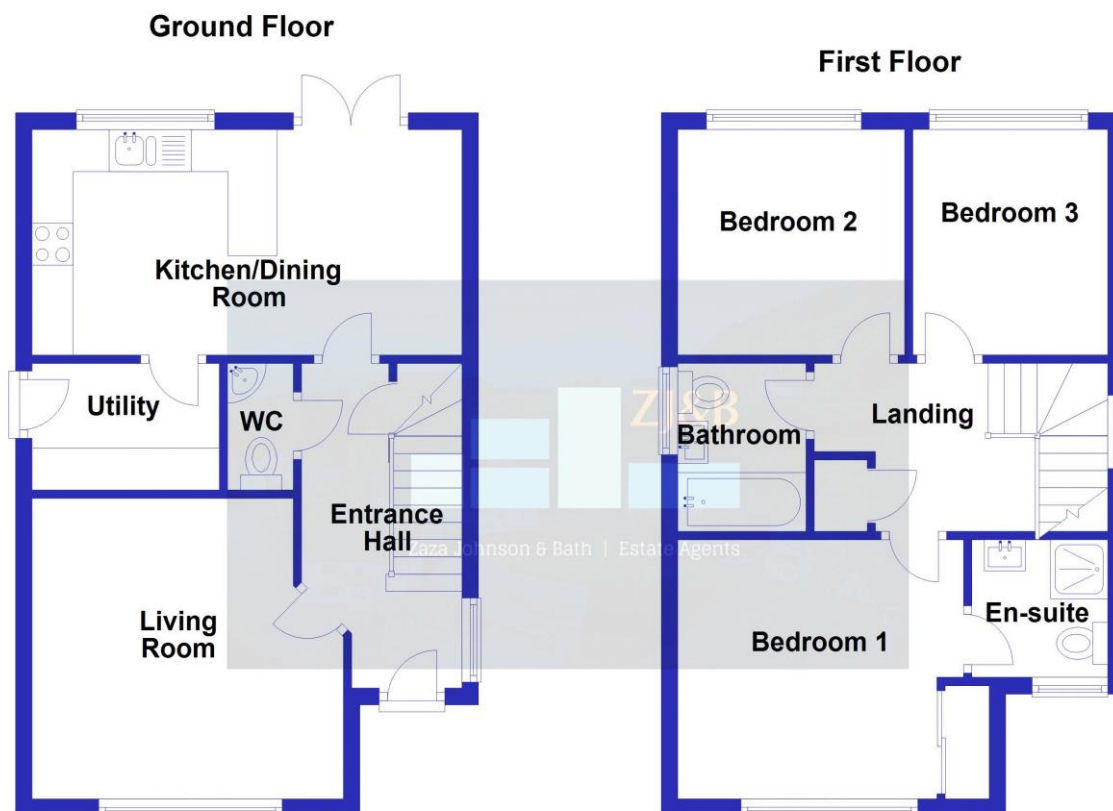 Ground Floor
First Floor
Kitchen/Dining
Room
Utility
WC
Entrance
Hall
Living
Room
Bedroom 2
Bedroom 3
Bathroom
Landing
Bedroom 1
En-suite
ZJ&B
Zaza Johnson & Bath | Estate Agents